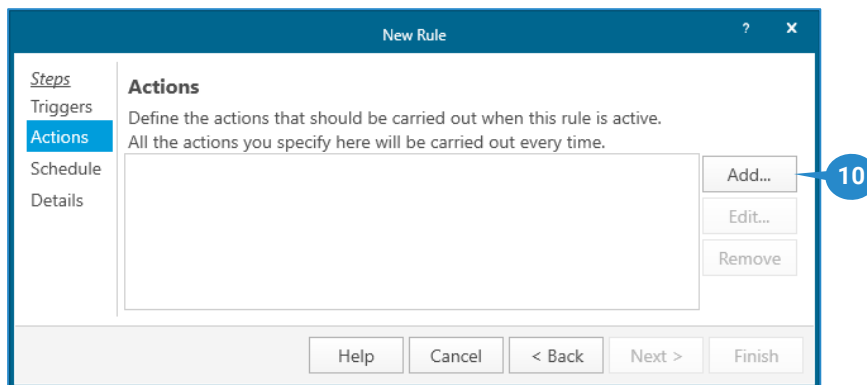 New Rule
?
x
Steps
Triggers
Actions
Schedule
Details
Actions
Define the actions that should be carried out when this rule is active.
All the actions you specify here will be carried out every time.
Add...
10
Edit...
Remove
Help
Cancel
< Back
Next >
Finish